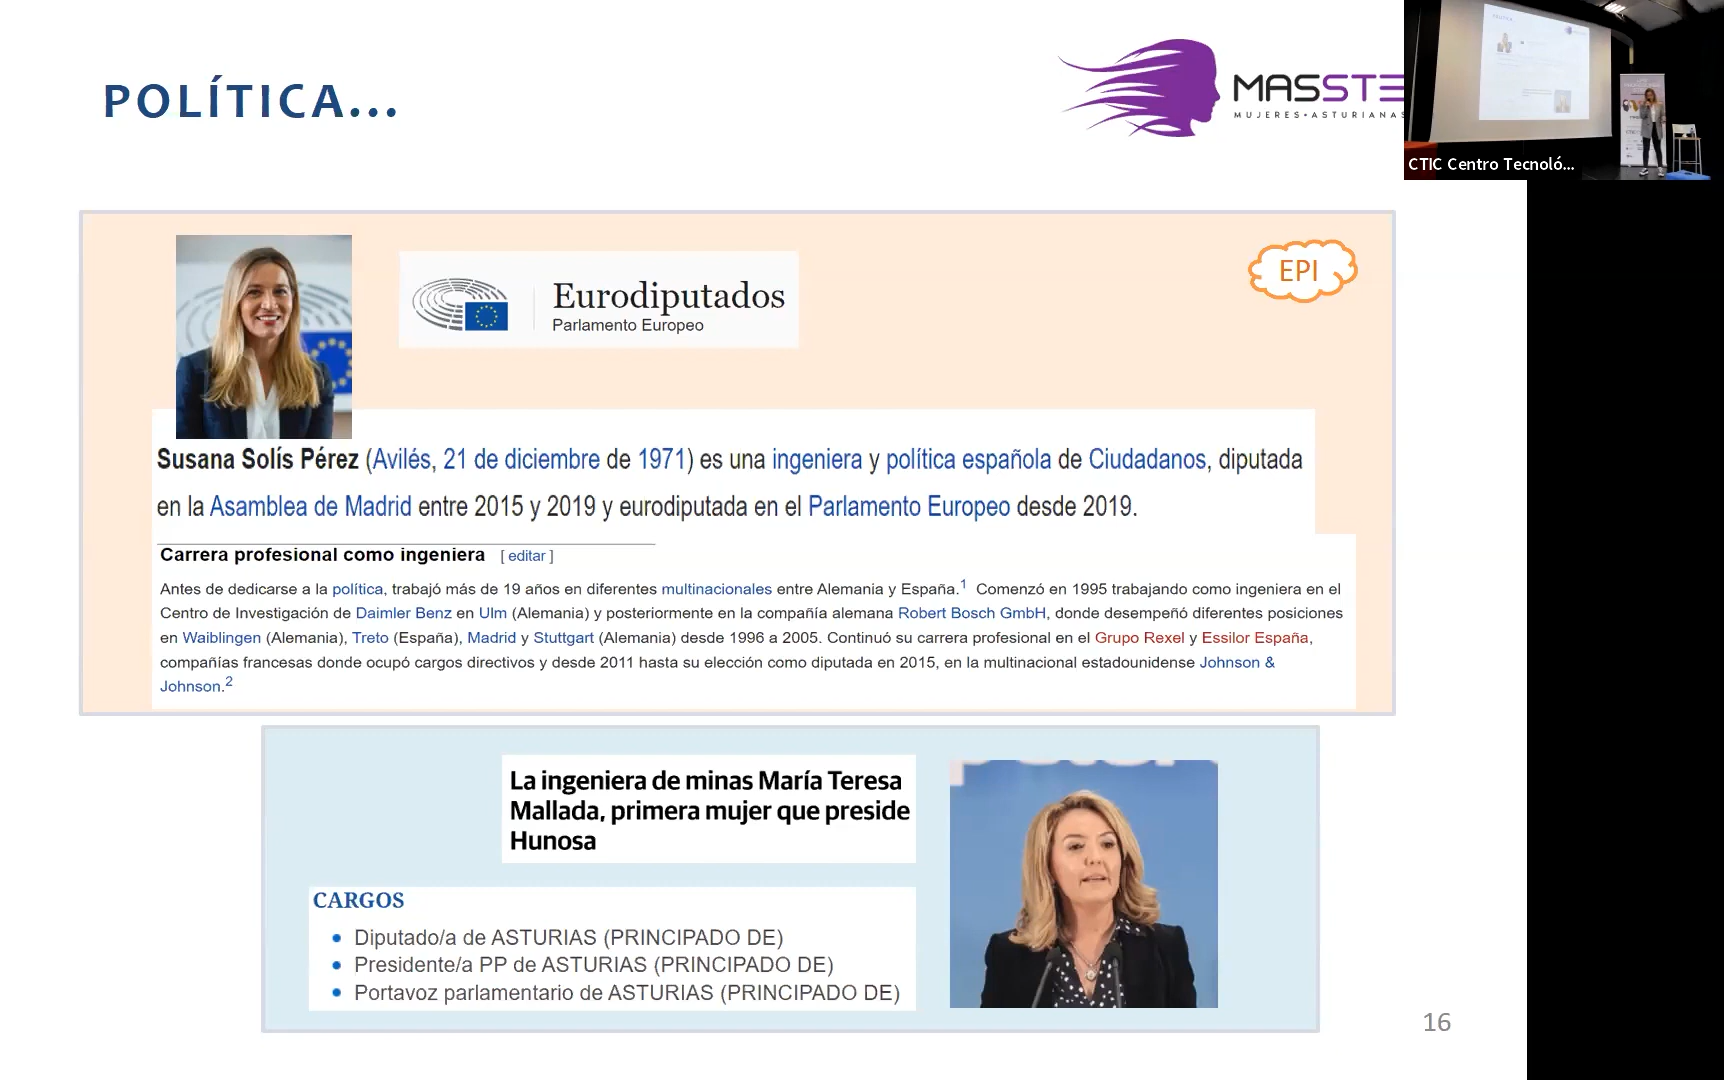 POLÍTICA...
MASSTE
MUJERES•ASTURIANAS
CTIC Centro Tecnoló...
EPI
Eurodiputados
Parlamento Europeo
Susana Solís Pérez (Avilés, 21 de diciembre de 1971) es una ingeniera y política española de Ciudadanos, diputada
en la Asamblea de Madrid entre 2015 y 2019 y eurodiputada en el Parlamento Europeo desde 2019.
Carrera profesional como ingeniera [ editar ]
Antes de dedicarse a la política, trabajó más de 19 años en diferentes multinacionales entre Alemania y España.1 Comenzó en 1995 trabajando como ingeniera en el
Centro de Investigación de Daimler Benz en Ulm (Alemania) y posteriormente en la compañía alemana Robert Bosch GmbH, donde desempeñó diferentes posiciones
en Waiblingen (Alemania), Treto (España), Madrid y Stuttgart (Alemania) desde 1996 a 2005. Continuó su carrera profesional en el Grupo Rexel y Essilor España,
compañías francesas donde ocupó cargos directivos y desde 2011 hasta su elección como diputada en 2015, en la multinacional estadounidense Johnson &
Johnson.2
La ingeniera de minas María Teresa
Mallada, primera mujer que preside
Hunosa
CARGOS
• Diputado/a de ASTURIAS (PRINCIPADO DE)
• Presidente/a PP de ASTURIAS (PRINCIPADO DE)
• Portavoz parlamentario de ASTURIAS (PRINCIPADO DE)
16